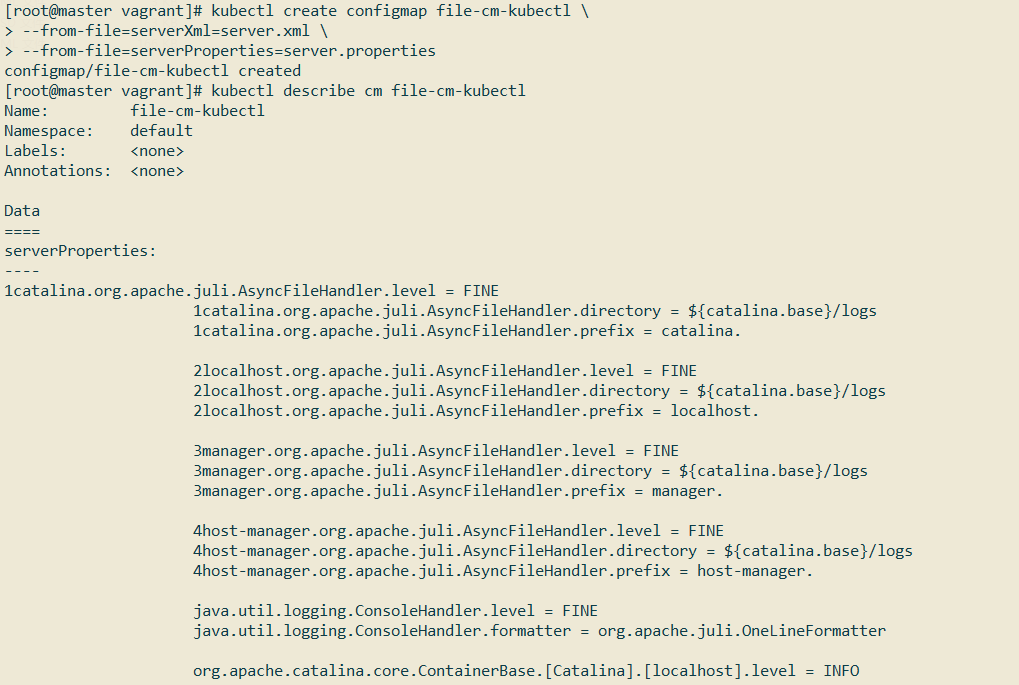 [root@master vagrant]# kubectl create configmap file-cm-kubectl \
> --from-file=serverXml=server.xml \
> --from-file=serverProperties=server.properties
configmap/file-cm-kubectl created
[root@master vagrant]# kubectl describe cm file-cm-kubectl
Name:         file-cm-kubectl
Namespace:    default
Labels:       <none>
Annotations:  <none>

Data
====
serverProperties:
----
1catalina.org.apache.juli.AsyncFileHandler.level = FINE
                     1catalina.org.apache.juli.AsyncFileHandler.directory = ${catalina.base}/logs
                     1catalina.org.apache.juli.AsyncFileHandler.prefix = catalina.

                     2localhost.org.apache.juli.AsyncFileHandler.level = FINE
                     2localhost.org.apache.juli.AsyncFileHandler.directory = ${catalina.base}/logs
                     2localhost.org.apache.juli.AsyncFileHandler.prefix = localhost.

                     3manager.org.apache.juli.AsyncFileHandler.level = FINE
                     3manager.org.apache.juli.AsyncFileHandler.directory = ${catalina.base}/logs
                     3manager.org.apache.juli.AsyncFileHandler.prefix = manager.

                     4host-manager.org.apache.juli.AsyncFileHandler.level = FINE
                     4host-manager.org.apache.juli.AsyncFileHandler.directory = ${catalina.base}/logs
                     4host-manager.org.apache.juli.AsyncFileHandler.prefix = host-manager.

                     java.util.logging.ConsoleHandler.level = FINE
                     java.util.logging.ConsoleHandler.formatter = org.apache.juli.OneLineFormatter

                     org.apache.catalina.core.ContainerBase.[Catalina].[localhost].level = INFO